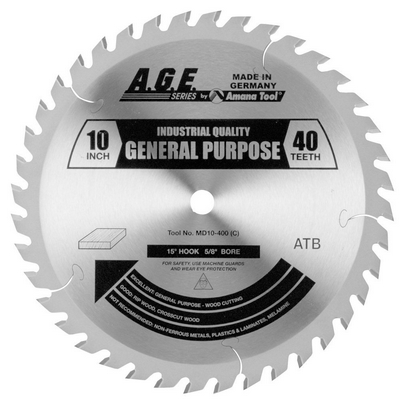 A.G.E.
SERIES by Amana Tool®
MADE IN
GERMANY
INDUSTRIAL QUALITY
10
INCH
GENERAL PURPOSE
40
TEETH
Tool No. MD10-400 (C)
15° HOOK 5/8" BORE
FOR SAFETY, USE MACHINE GUARDS
AND WEAR EYE PROTECTION
ATB
EXCELLENT: GENERAL PURPOSE - WOOD CUTTING
GOOD: RIP WOOD, CROSSCUT WOOD
NOT RECOMMENDED: NON-FERROUS METALS, PLASTICS & LAMINATES, MELAMINE